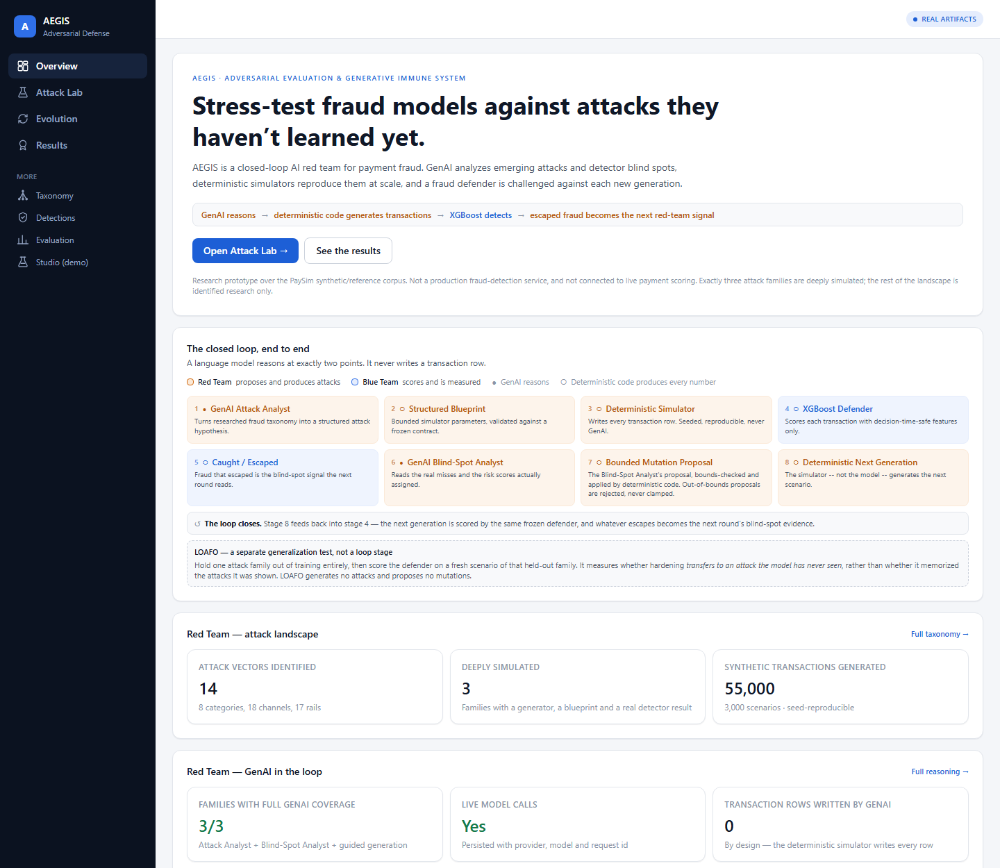 A
AEGIS
Adversarial Defense
Overview
Attack Lab
Evolution
Results
MORE
Taxonomy
Detections
Evaluation
Studio (demo)
REAL ARTIFACTS
AEGIS · ADVERSARIAL EVALUATION & GENERATIVE IMMUNE SYSTEM
Stress-test fraud models against attacks they
haven’t learned yet.
AEGIS is a closed-loop AI red team for payment fraud. GenAI analyzes emerging attacks and detector blind spots,
deterministic simulators reproduce them at scale, and a fraud defender is challenged against each new generation.
GenAI reasons → deterministic code generates transactions → XGBoost detects → escaped fraud becomes the next red-team signal
Open Attack Lab →
See the results
Research prototype over the PaySim synthetic/reference corpus. Not a production fraud-detection service, and not connected to live payment scoring. Exactly three attack families are deeply simulated; the rest of the landscape is
identified research only.
The closed loop, end to end
A language model reasons at exactly two points. It never writes a transaction row.
Red Team proposes and produces attacks Blue Team scores and is measured ● GenAI reasons ○ Deterministic code produces every number
1 ● GenAI Attack Analyst
Turns researched fraud taxonomy into a structured attack
hypothesis.
2 ○ Structured Blueprint
Bounded simulator parameters, validated against a
frozen contract.
3 ○ Deterministic Simulator
Writes every transaction row. Seeded, reproducible, never
GenAI.
4 ○ XGBoost Defender
Scores each transaction with decision-time-safe features
only.
5 ○ Caught / Escaped
Fraud that escaped is the blind-spot signal the next
round reads.
6 ● GenAI Blind-Spot Analyst
Reads the real misses and the risk scores actually
assigned.
7 ○ Bounded Mutation Proposal
The Blind-Spot Analyst's proposal, bounds-checked and
applied by deterministic code. Out-of-bounds proposals
are rejected, never clamped.
8 ○ Deterministic Next Generation
The simulator -- not the model -- generates the next
scenario.
↺ The loop closes. Stage 8 feeds back into stage 4 — the next generation is scored by the same frozen defender, and whatever escapes becomes the next round's blind-spot evidence.
LOAFO — a separate generalization test, not a loop stage
Hold one attack family out of training entirely, then score the defender on a fresh scenario of that held-out family. It measures whether hardening transfers to an attack the model has never seen, rather than whether it memorized
the attacks it was shown. LOAFO generates no attacks and proposes no mutations.
Red Team — attack landscape
Full taxonomy →
ATTACK VECTORS IDENTIFIED
14
8 categories, 18 channels, 17 rails
DEEPLY SIMULATED
3
Families with a generator, a blueprint and a real detector result
SYNTHETIC TRANSACTIONS GENERATED
55,000
3,000 scenarios · seed-reproducible
Red Team — GenAI in the loop
Full reasoning →
FAMILIES WITH FULL GENAI COVERAGE
3/3
Attack Analyst + Blind-Spot Analyst + guided generation
LIVE MODEL CALLS
Yes
Persisted with provider, model and request id
TRANSACTION ROWS WRITTEN BY GENAI
0
By design — the deterministic simulator writes every row